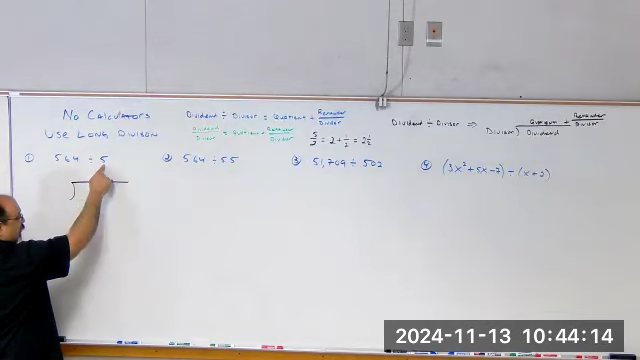 No Calculators
Use Long Divison
Dividend ÷ Divisor = Quotient + Remainder/Divisor
Dividend/Divisor = Quotient + Remainder/Divisor
5/2 = 2 + 1/2 = 2 1/2
Dividend ÷ Divisor ⇒ Divisor ) Dividend Quotient + Remainder/Divisor
① 564 ÷ 5
② 564 ÷ 55
③ 51,709 ÷ 502
④ (3x² + 5x - 7) ÷ (x + 2)
2024-11-13 10:44:14